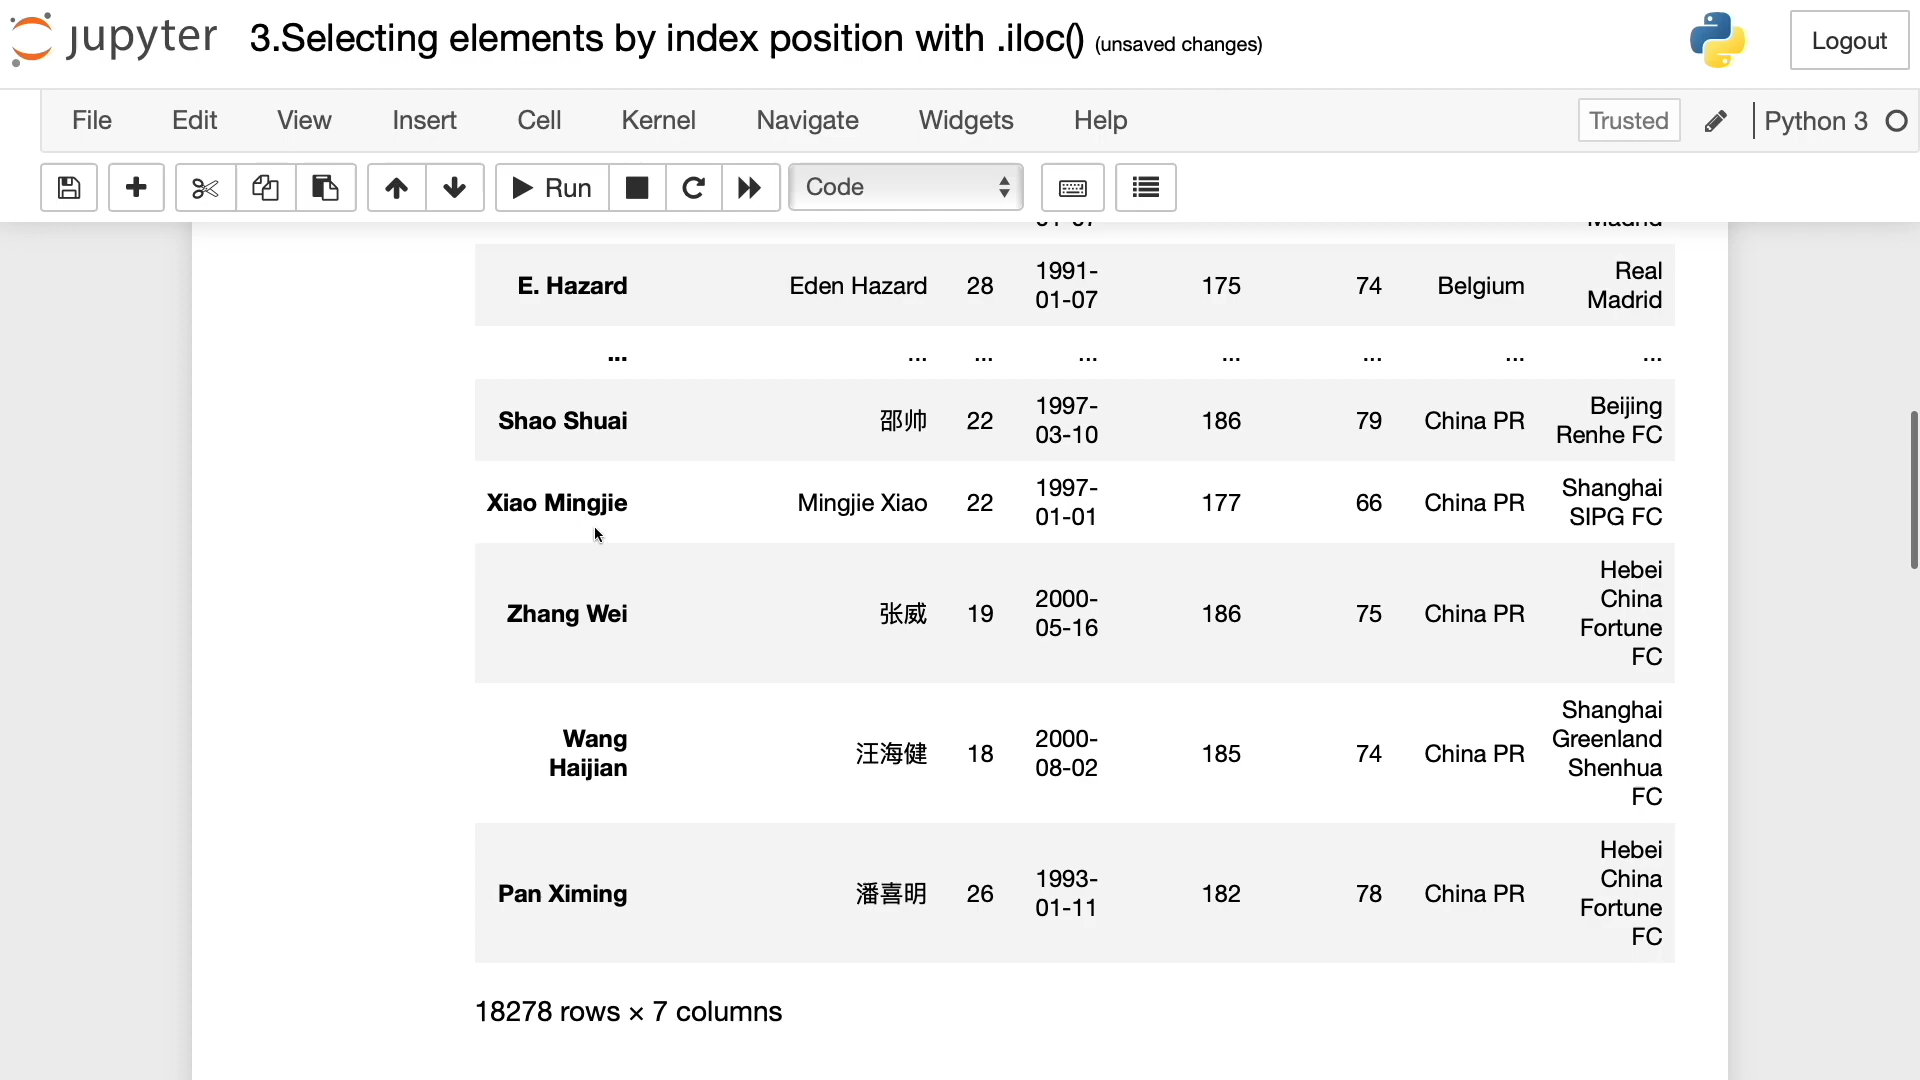 jupyter 3.Selecting elements by index position with .iloc() (unsaved changes) Logout
File Edit View Insert Cell Kernel Navigate Widgets Help Trusted Python 3
Run Code
E. Hazard Eden Hazard 28 1991-01-07 175 74 Belgium Real Madrid
... ... ... ... ... ... ... ...
Shao Shuai 邵帅 22 1997-03-10 186 79 China PR Beijing Renhe FC
Xiao Mingjie Mingjie Xiao 22 1997-01-01 177 66 China PR Shanghai SIPG FC
Zhang Wei 张威 19 2000-05-16 186 75 China PR Hebei China Fortune FC
Wang Haijian 汪海健 18 2000-08-02 185 74 China PR Shanghai Greenland Shenhua FC
Pan Ximing 潘喜明 26 1993-01-11 182 78 China PR Hebei China Fortune FC
18278 rows × 7 columns